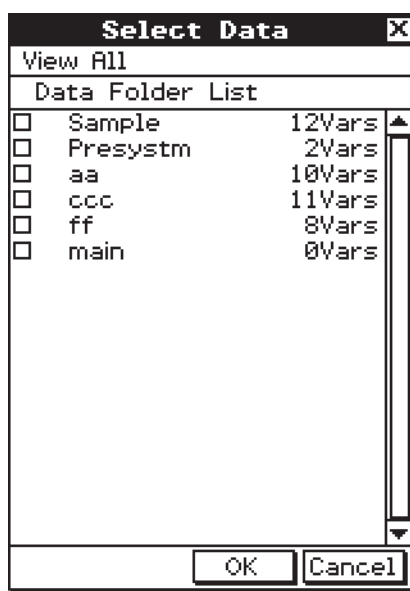 Select Data
View All
Data Folder List
Sample 12Vars
Presystm 2Vars
aa 10Vars
ccc 11Vars
ff 8Vars
main 0Vars
OK Cancel